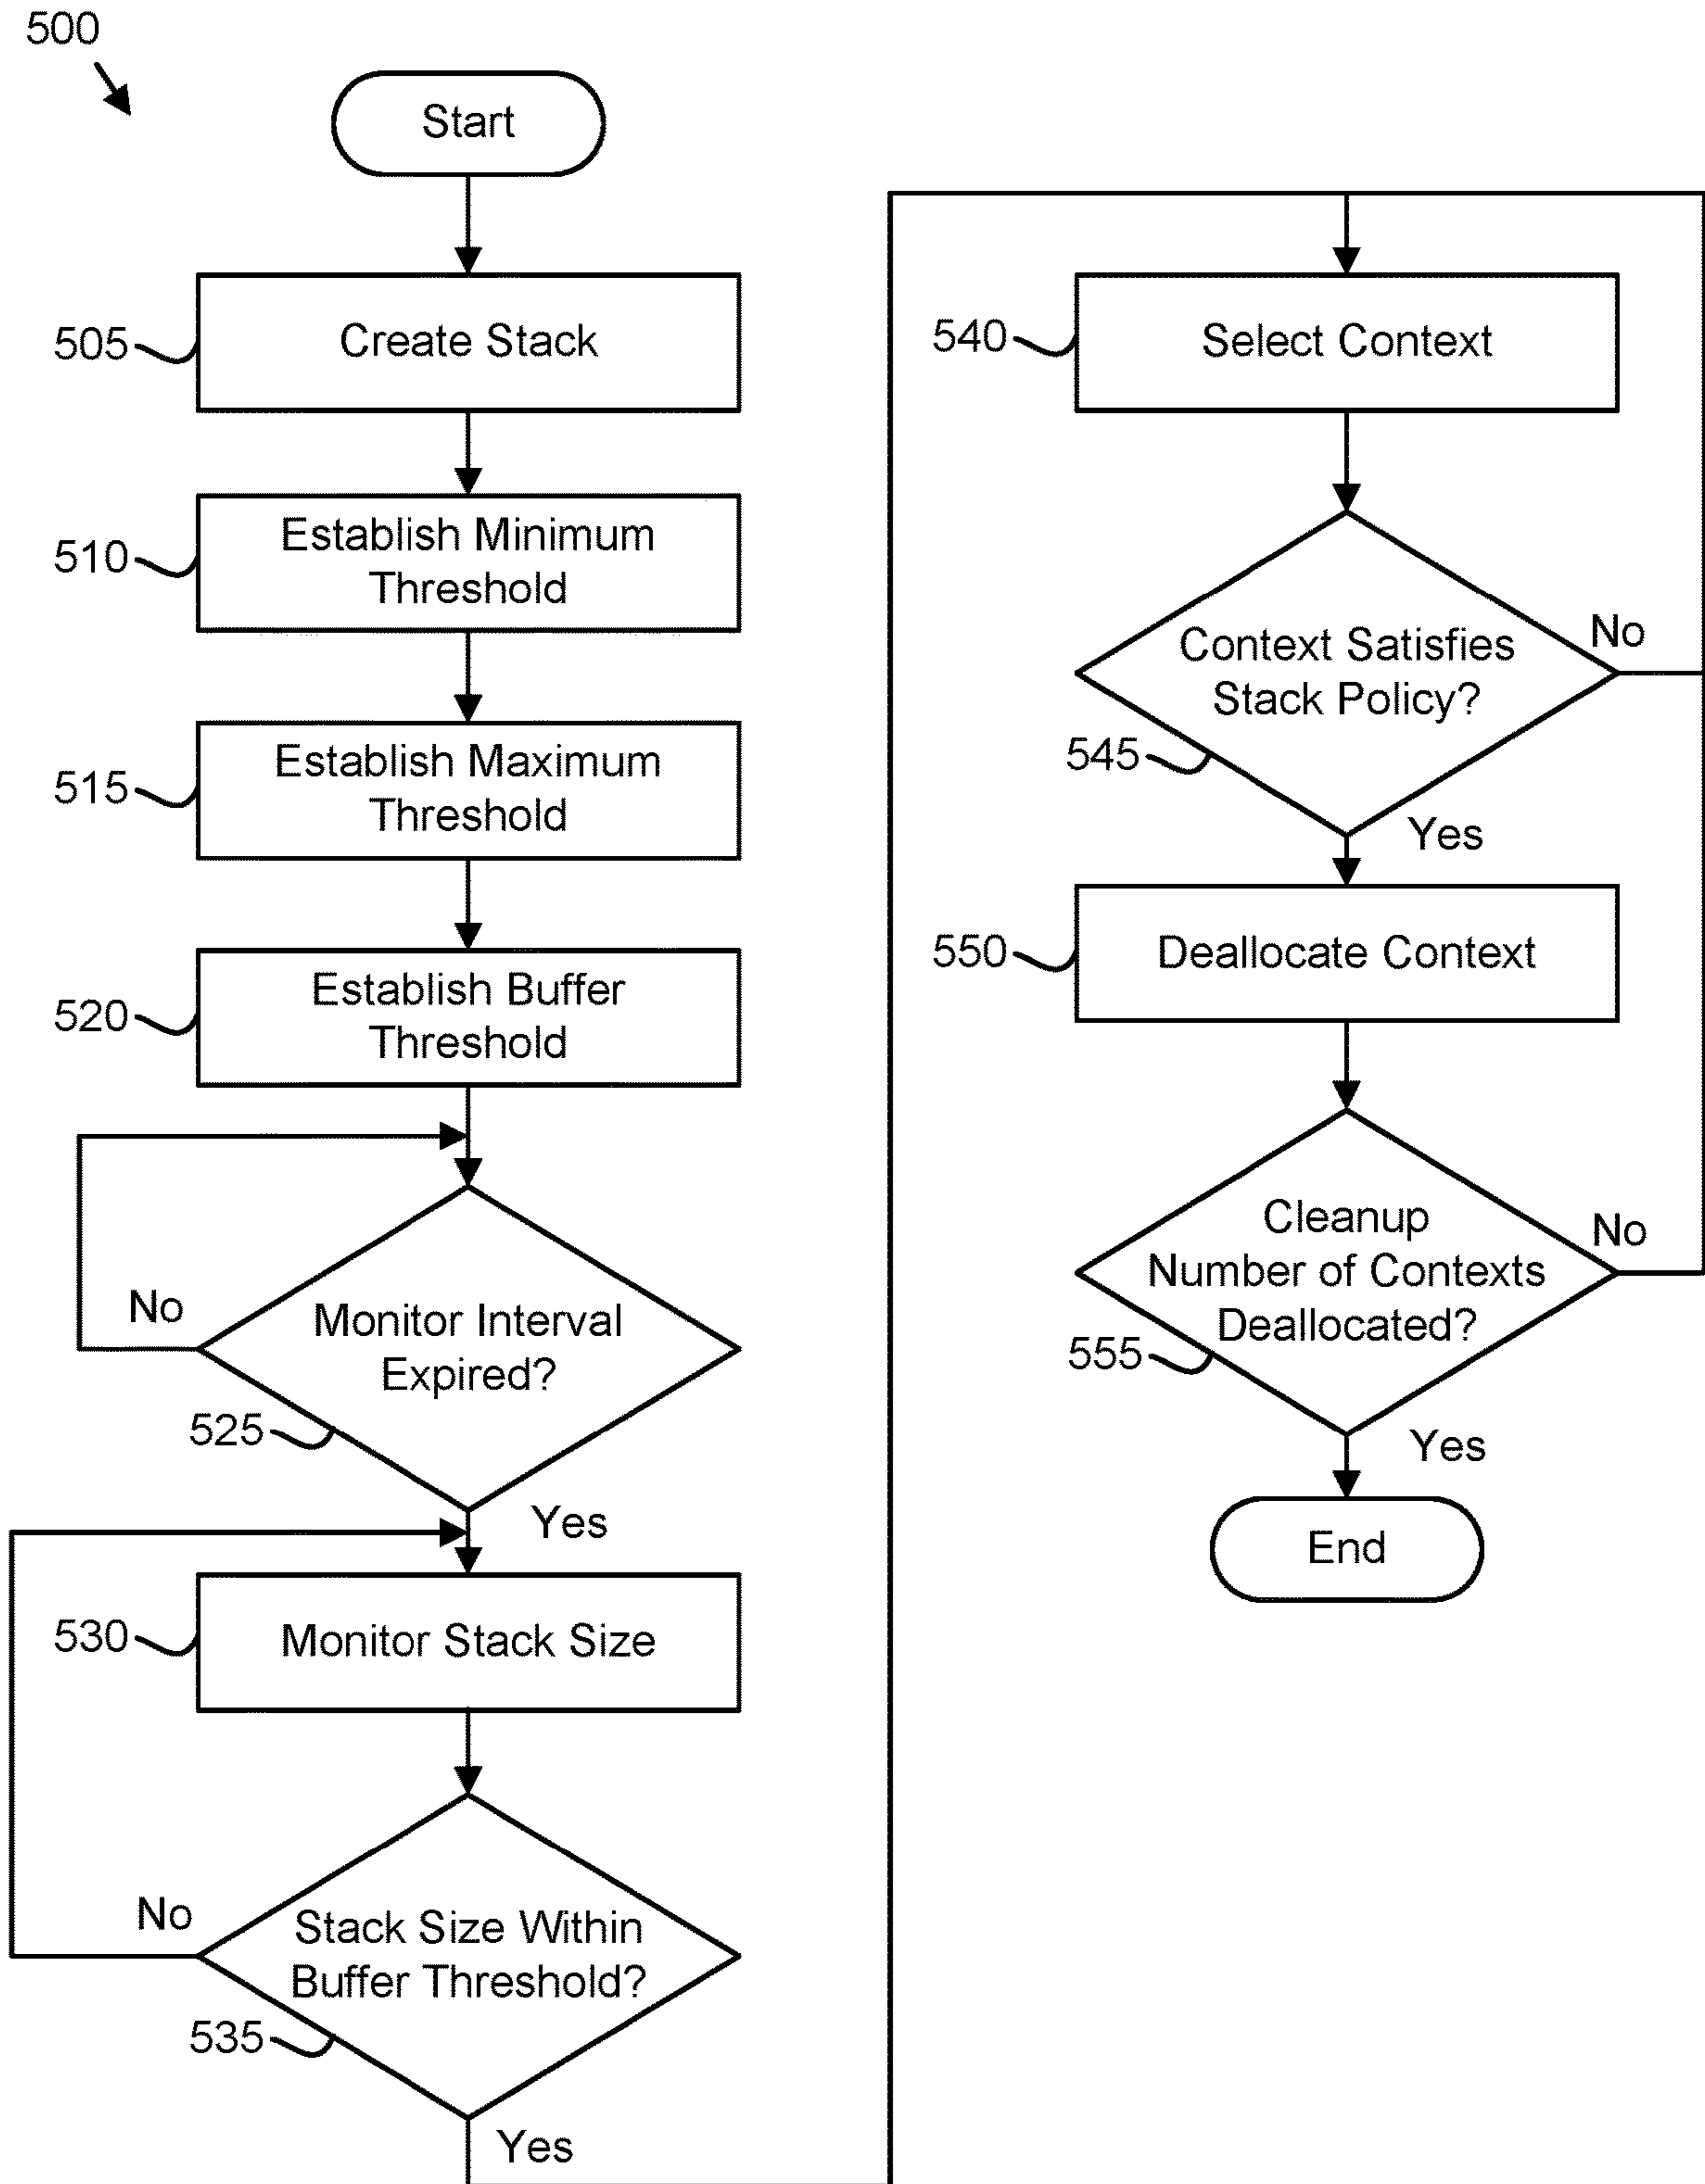 500
Start
505
Create Stack
510
Establish Minimum
Threshold
515
Establish Maximum
Threshold
520
Establish Buffer
Threshold
No
Monitor Interval
Expired?
525
Yes
530
Monitor Stack Size
No
Stack Size Within
Buffer Threshold?
535
Yes
540
Select Context
Context Satisfies
Stack Policy?
No
545
Yes
550
Deallocate Context
Cleanup
Number of Contexts
Deallocated?
No
555
Yes
End